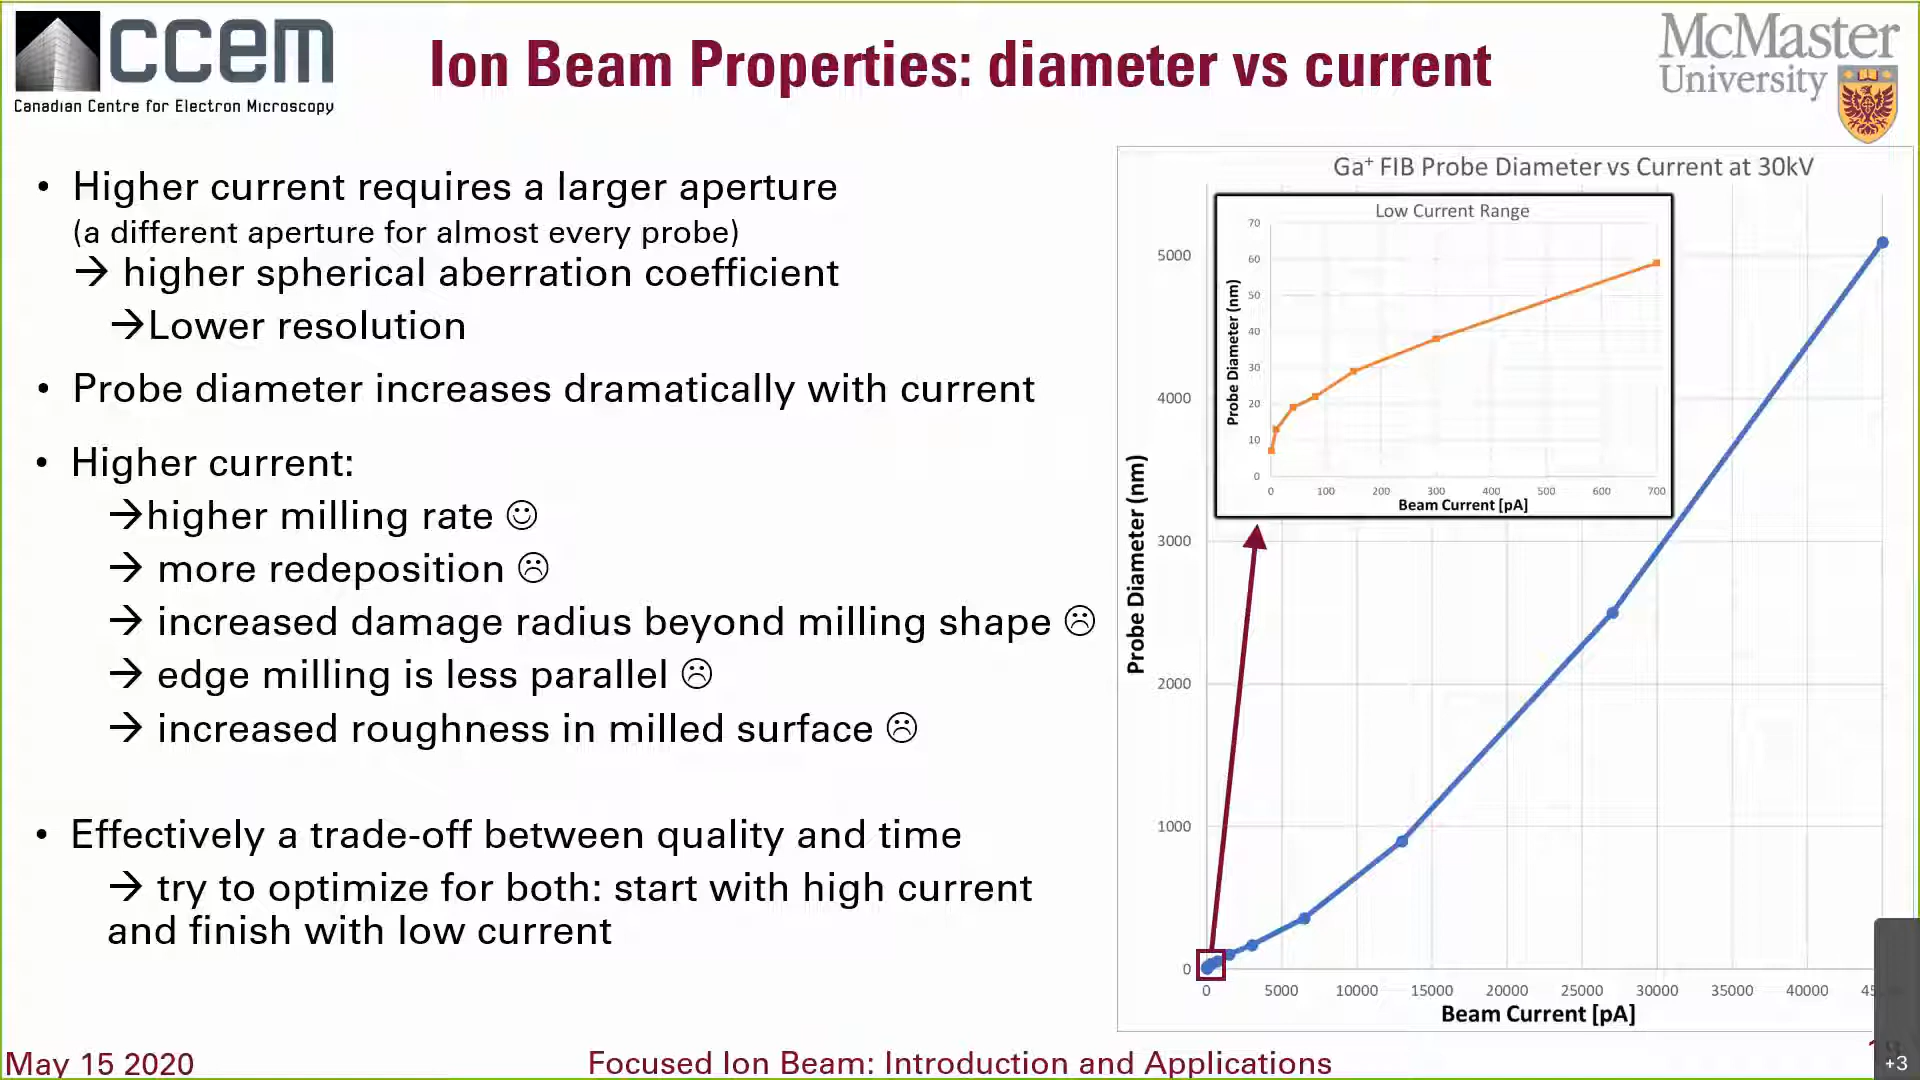 ccem
Canadian Centre for Electron Microscopy
Ion Beam Properties: diameter vs current
McMaster
University
• Higher current requires a larger aperture
(a different aperture for almost every probe)
→ higher spherical aberration coefficient
→Lower resolution
• Probe diameter increases dramatically with current
• Higher current:
→higher milling rate ☺
→ more redeposition ☹
→ increased damage radius beyond milling shape ☹
→ edge milling is less parallel ☹
→ increased roughness in milled surface ☹
• Effectively a trade-off between quality and time
→ try to optimize for both: start with high current
and finish with low current
Ga⁺ FIB Probe Diameter vs Current at 30kV
Low Current Range
Probe Diameter (nm)
70
60
50
40
30
20
10
0
0 100 200 300 400 500 600 700
Beam Current [pA]
Probe Diameter (nm)
5000
4000
3000
2000
1000
0
0 5000 10000 15000 20000 25000 30000 35000 40000
Beam Current [pA]
May 15 2020
Focused Ion Beam: Introduction and Applications
+3